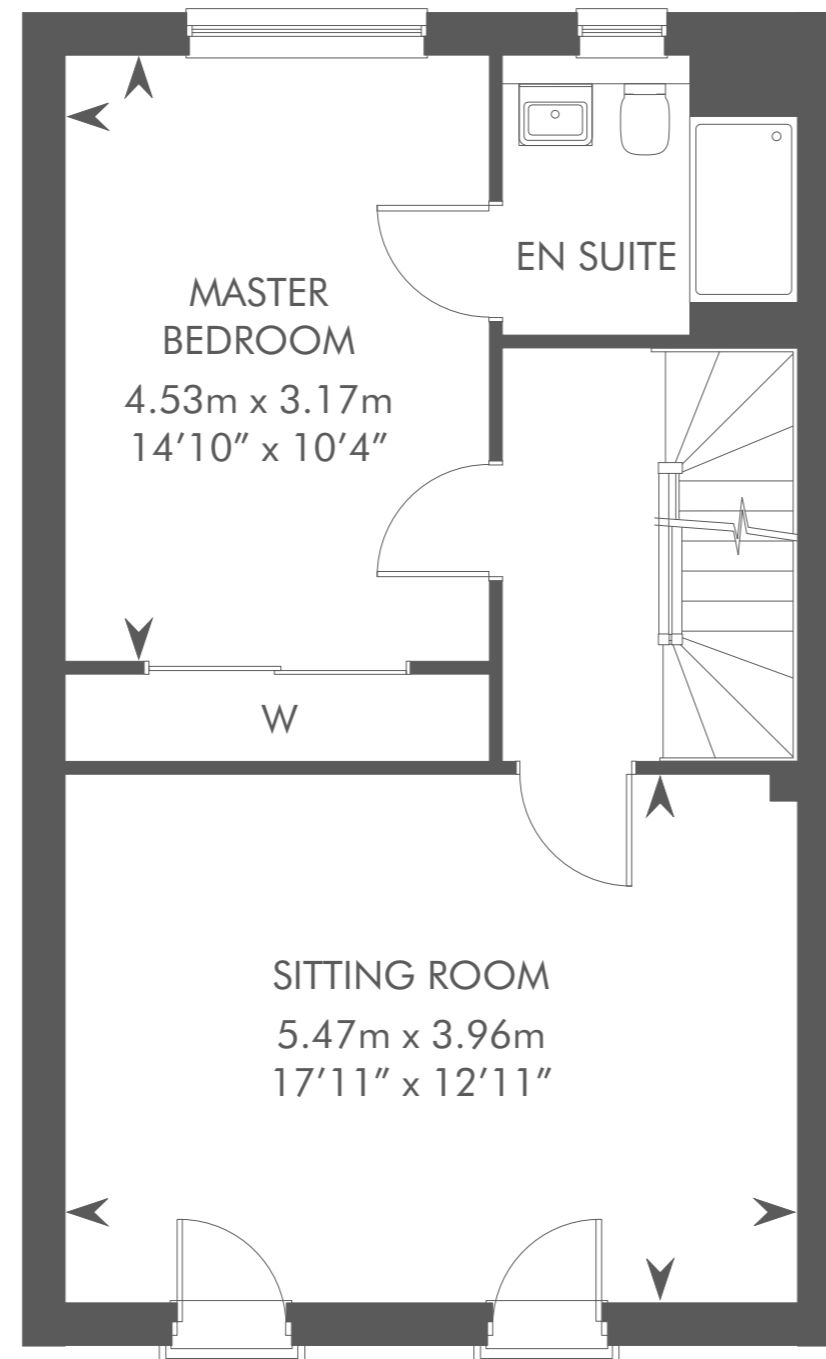 EN SUITE
MASTER
BEDROOM
4.53m x 3.17m
14’10” x 10’4”
W
SITTING ROOM
5.47m x 3.96m
17’11” x 12’11”